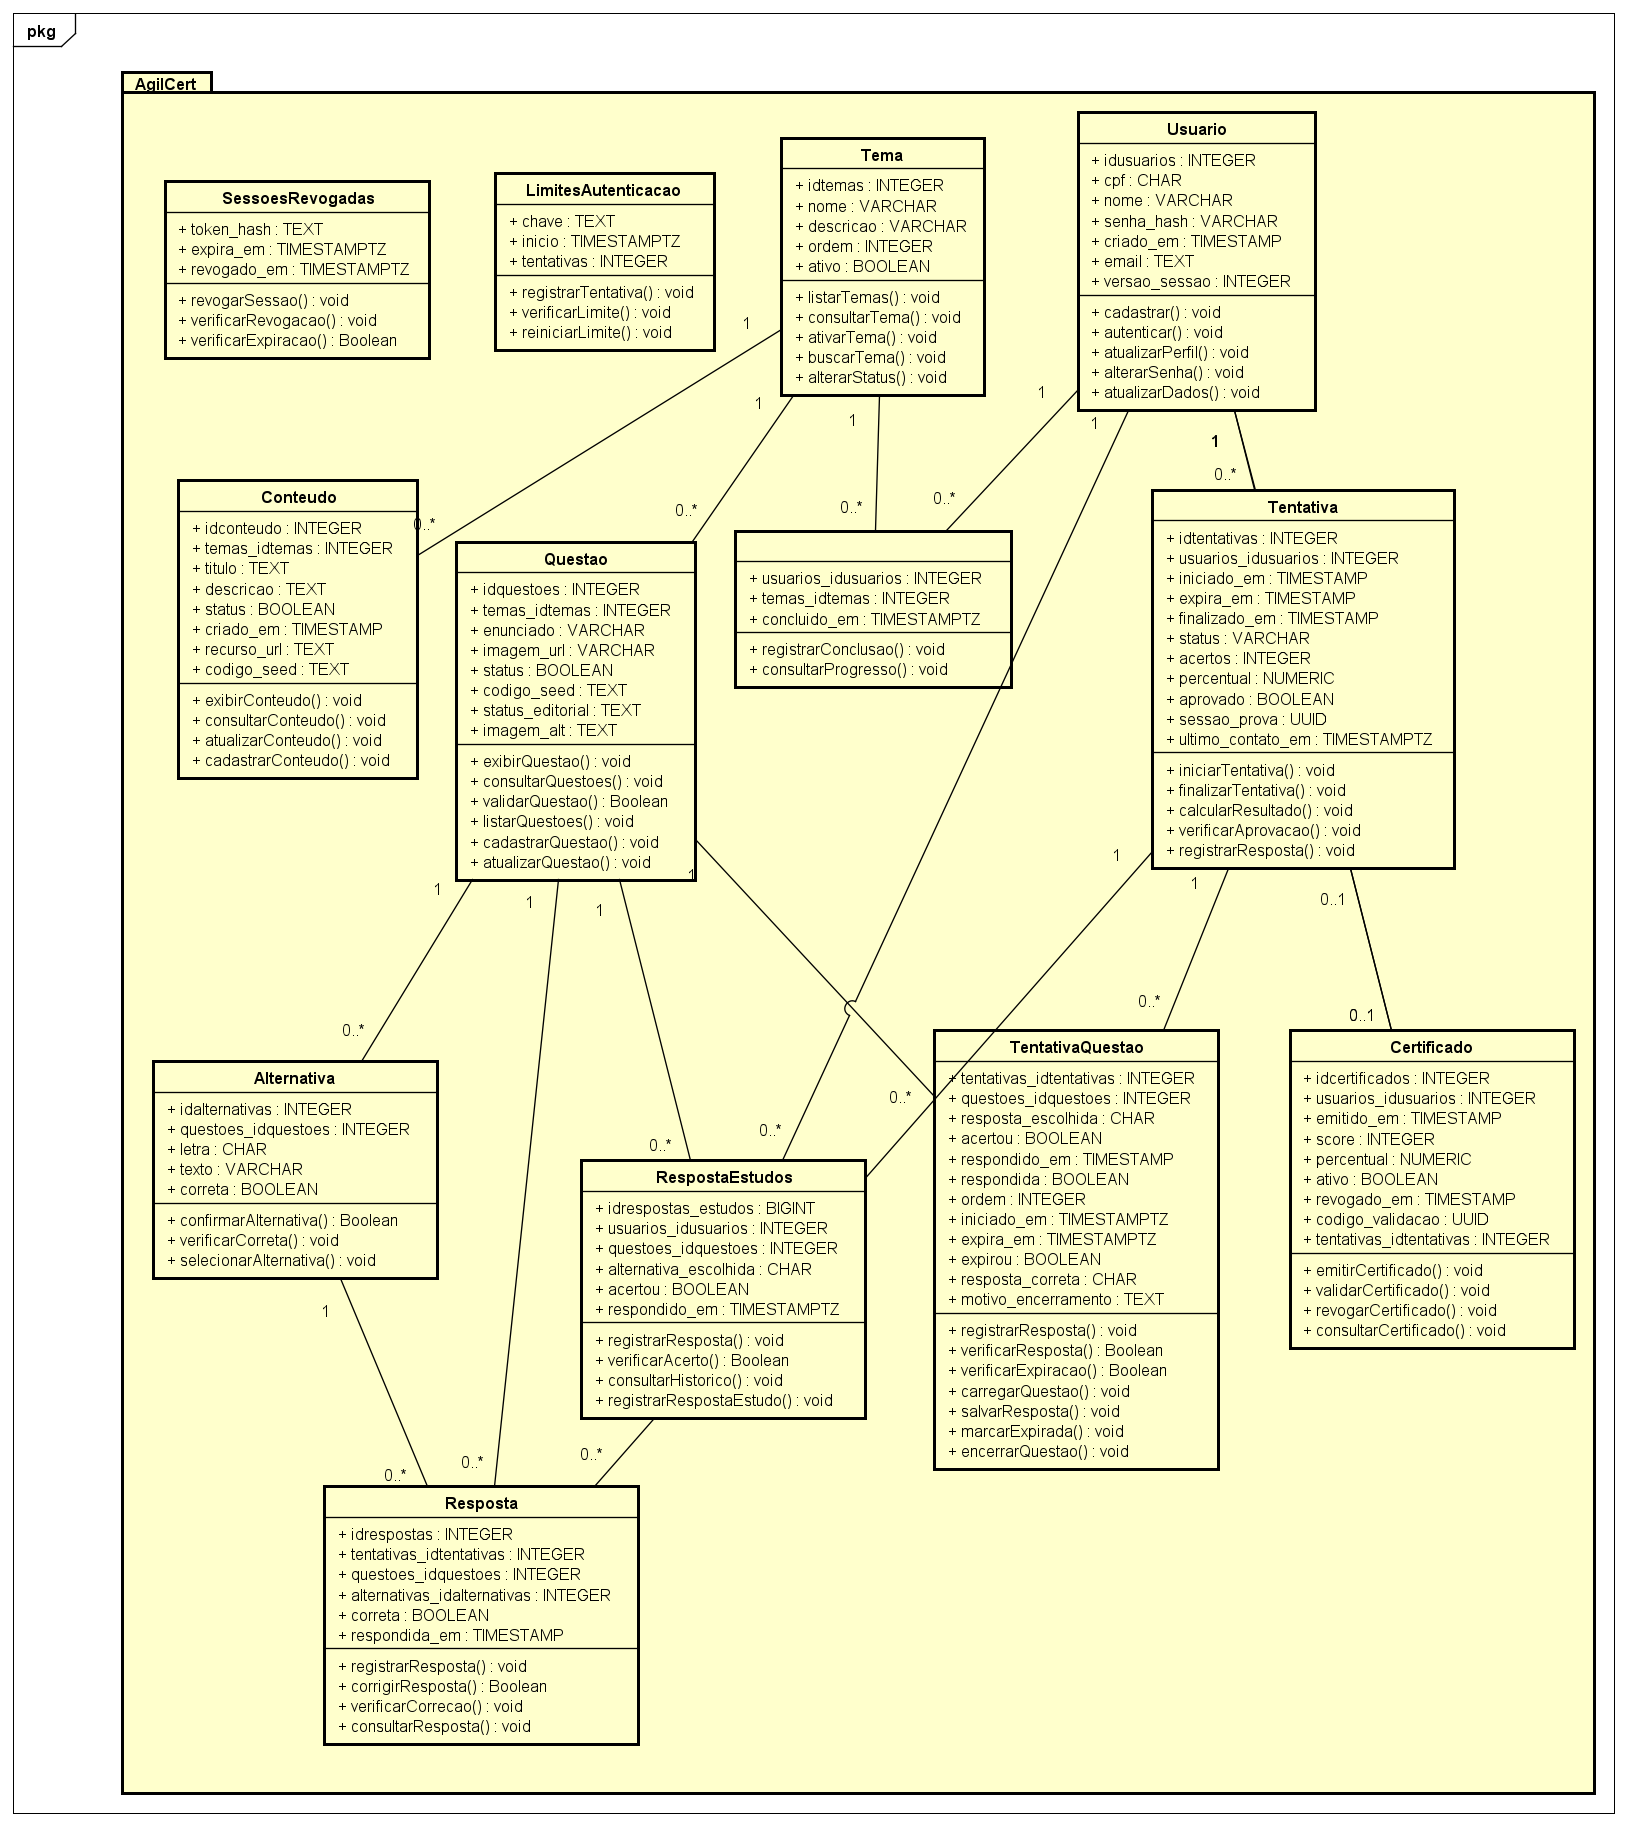 pkg
AgilCert
SessoesRevogadas
+ token_hash : TEXT
+ expira_em : TIMESTAMPTZ
+ revogado_em : TIMESTAMPTZ
+ revogarSessao() : void
+ verificarRevogacao() : void
+ verificarExpiracao() : Boolean
LimitesAutenticacao
+ chave : TEXT
+ inicio : TIMESTAMPTZ
+ tentativas : INTEGER
+ registrarTentativa() : void
+ verificarLimite() : void
+ reiniciarLimite() : void
Tema
+ idtemas : INTEGER
+ nome : VARCHAR
+ descricao : VARCHAR
+ ordem : INTEGER
+ ativo : BOOLEAN
+ listarTemas() : void
+ consultarTema() : void
+ ativarTema() : void
+ buscarTema() : void
+ alterarStatus() : void
Usuario
+ idusuarios : INTEGER
+ cpf : CHAR
+ nome : VARCHAR
+ senha_hash : VARCHAR
+ criado_em : TIMESTAMP
+ email : TEXT
+ versao_sessao : INTEGER
+ cadastrar() : void
+ autenticar() : void
+ atualizarPerfil() : void
+ alterarSenha() : void
+ atualizarDados() : void
1
1
1
1
1
1
0..*
0..*
0..*
0..*
0..*
Conteudo
+ idconteudo : INTEGER
+ temas_idtemas : INTEGER
+ titulo : TEXT
+ descricao : TEXT
+ status : BOOLEAN
+ criado_em : TIMESTAMP
+ recurso_url : TEXT
+ codigo_seed : TEXT
+ exibirConteudo() : void
+ consultarConteudo() : void
+ atualizarConteudo() : void
+ cadastrarConteudo() : void
Questao
+ idquestoes : INTEGER
+ temas_idtemas : INTEGER
+ enunciado : VARCHAR
+ imagem_url : VARCHAR
+ status : BOOLEAN
+ codigo_seed : TEXT
+ status_editorial : TEXT
+ imagem_alt : TEXT
+ exibirQuestao() : void
+ consultarQuestoes() : void
+ validarQuestao() : Boolean
+ listarQuestoes() : void
+ cadastrarQuestao() : void
+ atualizarQuestao() : void
+ usuarios_idusuarios : INTEGER
+ temas_idtemas : INTEGER
+ concluido_em : TIMESTAMPTZ
+ registrarConclusao() : void
+ consultarProgresso() : void
Tentativa
+ idtentativas : INTEGER
+ usuarios_idusuarios : INTEGER
+ iniciado_em : TIMESTAMP
+ expira_em : TIMESTAMP
+ finalizado_em : TIMESTAMP
+ status : VARCHAR
+ acertos : INTEGER
+ percentual : NUMERIC
+ aprovado : BOOLEAN
+ sessao_prova : UUID
+ ultimo_contato_em : TIMESTAMPTZ
+ iniciarTentativa() : void
+ finalizarTentativa() : void
+ calcularResultado() : void
+ verificarAprovacao() : void
+ registrarResposta() : void
1
1
1
1
1
1
0..1
0..*
0..*
0..*
0..*
0..*
0..1
Alternativa
+ idalternativas : INTEGER
+ questoes_idquestoes : INTEGER
+ letra : CHAR
+ texto : VARCHAR
+ correta : BOOLEAN
+ confirmarAlternativa() : Boolean
+ verificarCorreta() : void
+ selecionarAlternativa() : void
RespostaEstudos
+ idrespostas_estudos : BIGINT
+ usuarios_idusuarios : INTEGER
+ questoes_idquestoes : INTEGER
+ alternativa_escolhida : CHAR
+ acertou : BOOLEAN
+ respondido_em : TIMESTAMPTZ
+ registrarResposta() : void
+ verificarAcerto() : Boolean
+ consultarHistorico() : void
+ registrarRespostaEstudo() : void
TentativaQuestao
+ tentativas_idtentativas : INTEGER
+ questoes_idquestoes : INTEGER
+ resposta_escolhida : CHAR
+ acertou : BOOLEAN
+ respondido_em : TIMESTAMP
+ respondida : BOOLEAN
+ ordem : INTEGER
+ iniciado_em : TIMESTAMPTZ
+ expira_em : TIMESTAMPTZ
+ expirou : BOOLEAN
+ resposta_correta : CHAR
+ motivo_encerramento : TEXT
+ registrarResposta() : void
+ verificarResposta() : Boolean
+ verificarExpiracao() : Boolean
+ carregarQuestao() : void
+ salvarResposta() : void
+ marcarExpirada() : void
+ encerrarQuestao() : void
Certificado
+ idcertificados : INTEGER
+ usuarios_idusuarios : INTEGER
+ emitido_em : TIMESTAMP
+ score : INTEGER
+ percentual : NUMERIC
+ ativo : BOOLEAN
+ revogado_em : TIMESTAMP
+ codigo_validacao : UUID
+ tentativas_idtentativas : INTEGER
+ emitirCertificado() : void
+ validarCertificado() : void
+ revogarCertificado() : void
+ consultarCertificado() : void
1
0..*
0..*
0..*
Resposta
+ idrespostas : INTEGER
+ tentativas_idtentativas : INTEGER
+ questoes_idquestoes : INTEGER
+ alternativas_idalternativas : INTEGER
+ correta : BOOLEAN
+ respondida_em : TIMESTAMP
+ registrarResposta() : void
+ corrigirResposta() : Boolean
+ verificarCorrecao() : void
+ consultarResposta() : void